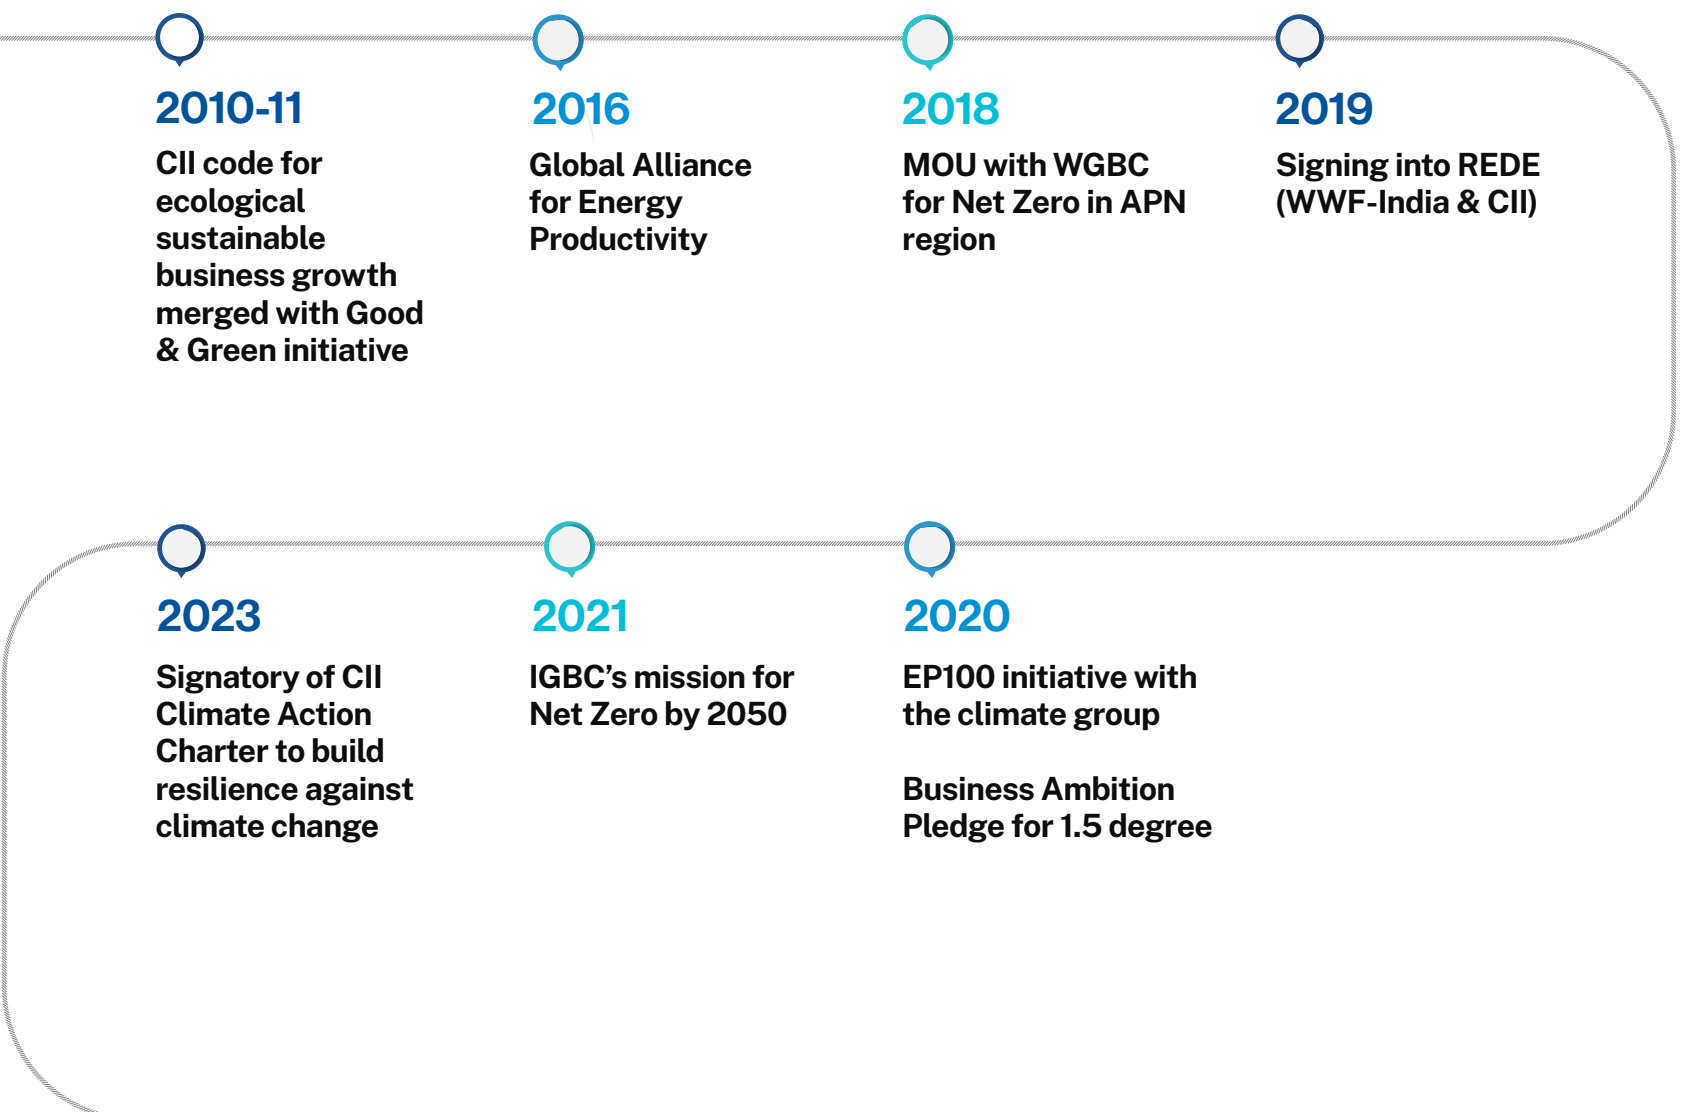 2010-11
CII code for
ecological
sustainable
business growth
merged with Good
& Green initiative
2016
Global Alliance
for Energy
Productivity
2018
MOU with WGBC
for Net Zero in APN
region
2019
Signing into REDE
(WWF-India & CII)
2020
EP100 initiative with
the climate group
Business Ambition
Pledge for 1.5 degree
2021
IGBC’s mission for
Net Zero by 2050
2023
Signatory of CII
Climate Action
Charter to build
resilience against
climate change